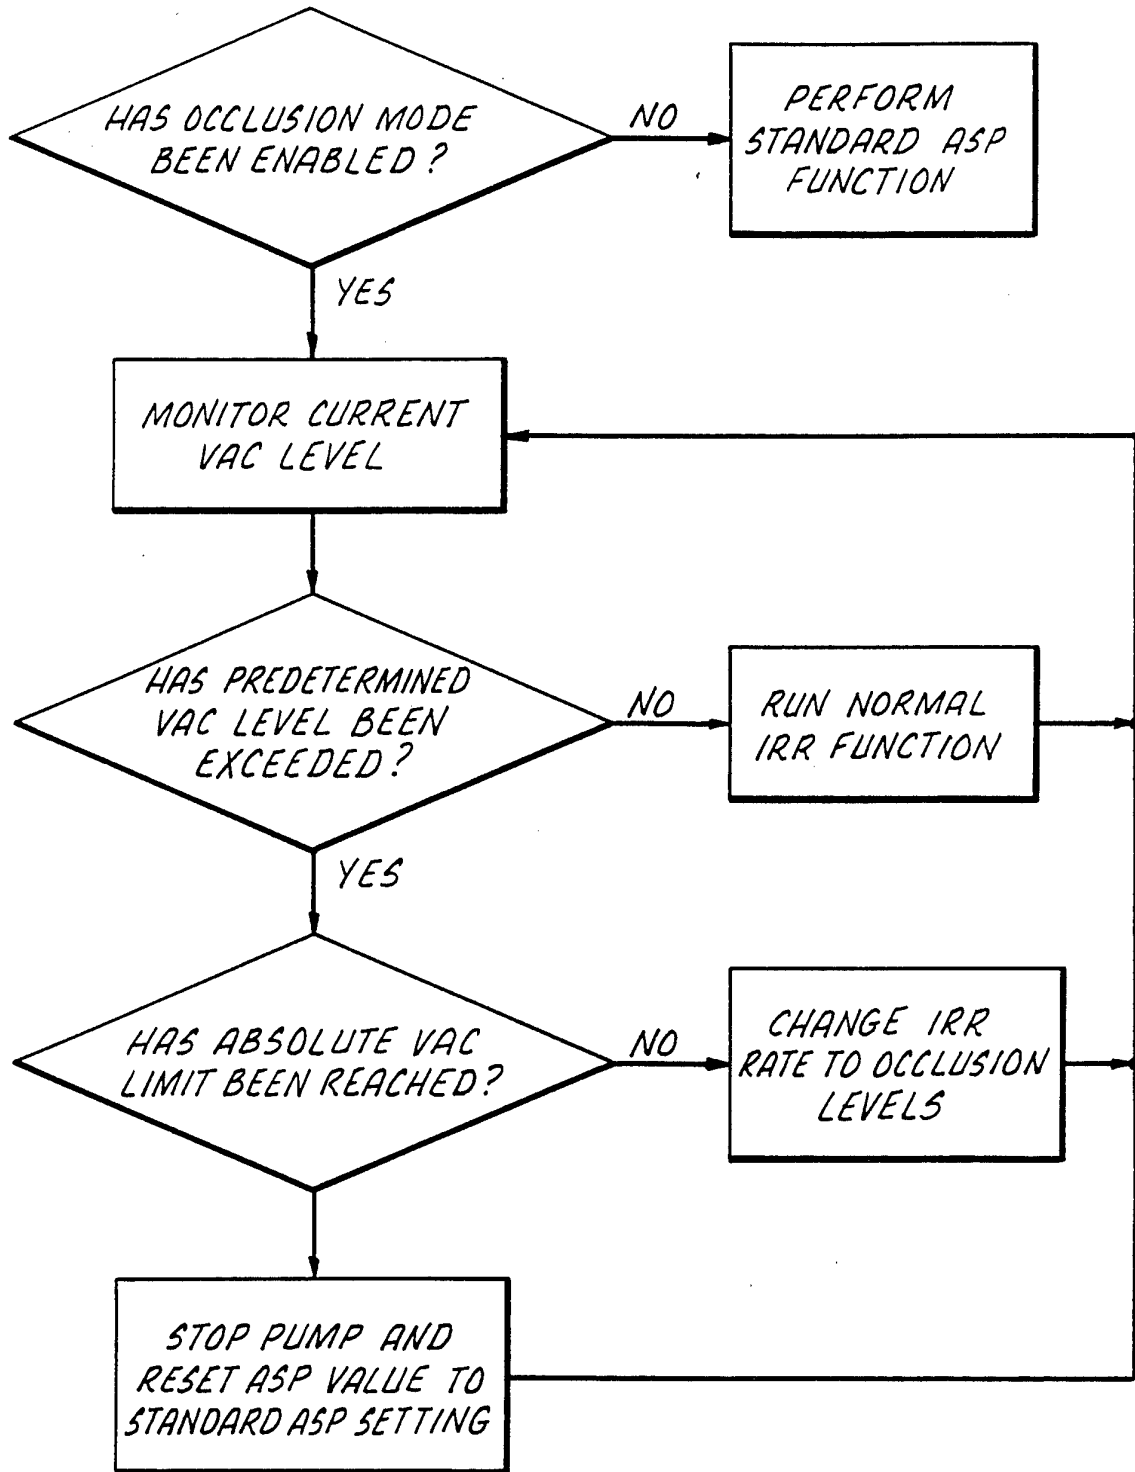 HAS OCCLUSION MODE
BEEN ENABLED?
NO
PERFORM
STANDARD ASP
FUNCTION
YES
MONITOR CURRENT
VAC LEVEL
HAS PREDETERMINED
VAC LEVEL BEEN
EXCEEDED?
NO
RUN NORMAL
IRR FUNCTION
YES
HAS ABSOLUTE VAC
LIMIT BEEN REACHED?
NO
CHANGE IRR
RATE TO OCCLUSION
LEVELS
STOP PUMP AND
RESET ASP VALUE TO
STANDARD ASP SETTING